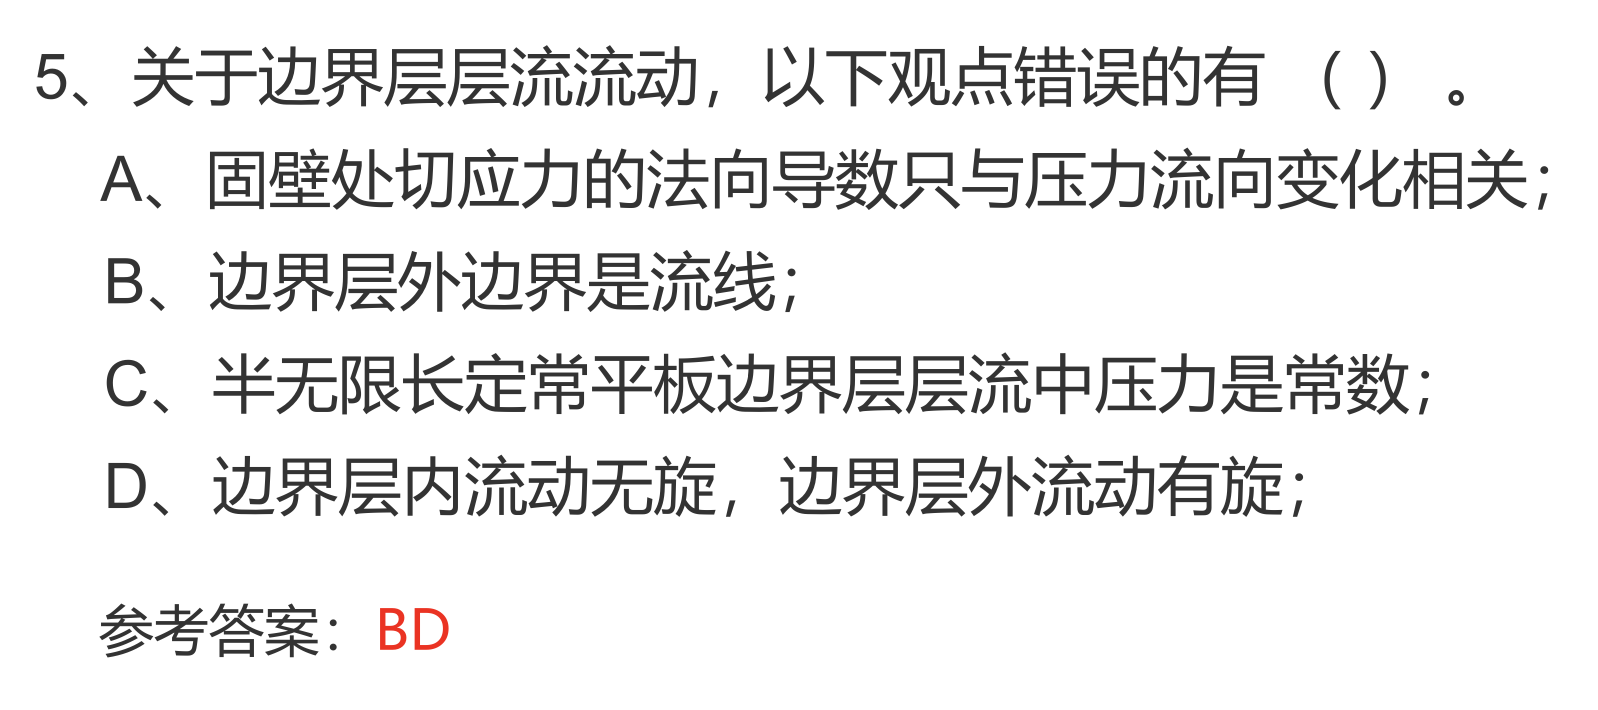 5、关于边界层层流流动，以下观点错误的有 （ ） 。
A、固壁处切应力的法向导数只与压力流向变化相关；
B、边界层外边界是流线；
C、半无限长定常平板边界层层流中压力是常数；
D、边界层内流动无旋，边界层外流动有旋；
参考答案：BD